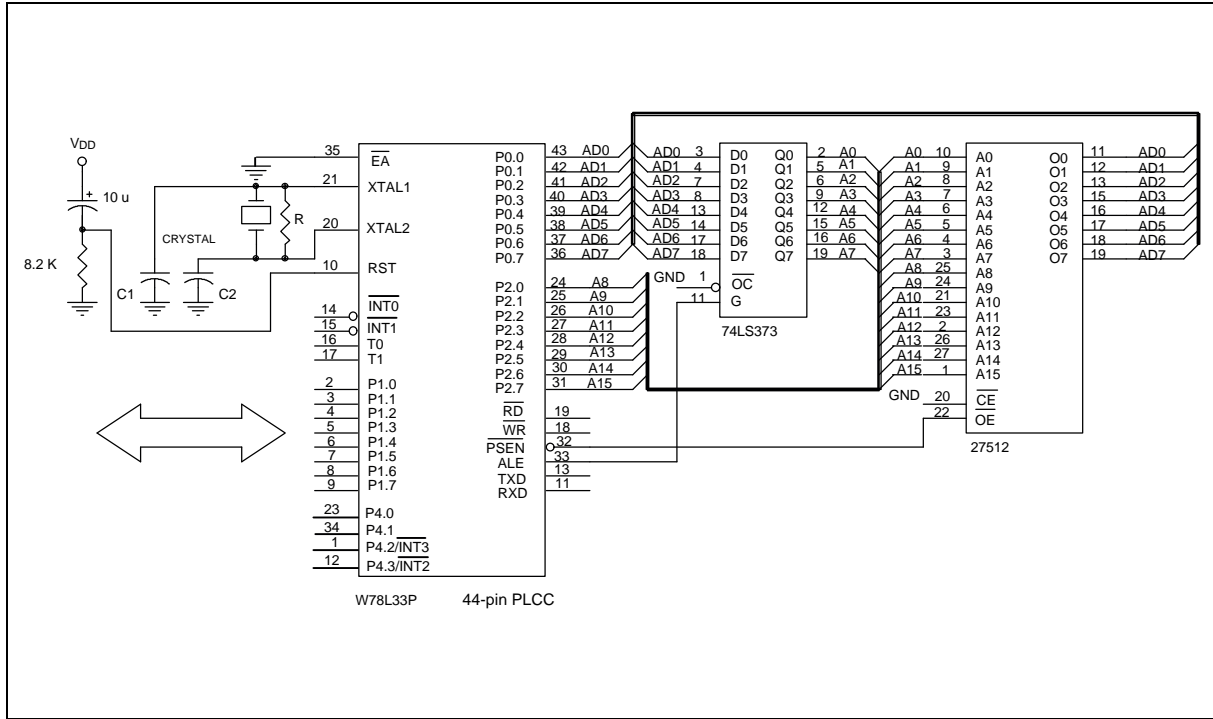 VDD
10 u
8.2 K
C1
C2
CRYSTAL
R
35 EA
21 XTAL1
20 XTAL2
10 RST
14 INT0
15 INT1
16 T0
17 T1
2 P1.0
3 P1.1
4 P1.2
5 P1.3
6 P1.4
7 P1.5
8 P1.6
9 P1.7
23 P4.0
34 P4.1
1 P4.2/INT3
12 P4.3/INT2
P0.0 43 AD0
P0.1 42 AD1
P0.2 41 AD2
P0.3 40 AD3
P0.4 39 AD4
P0.5 38 AD5
P0.6 37 AD6
P0.7 36 AD7
P2.0 24 A8
P2.1 25 A9
P2.2 26 A10
P2.3 27 A11
P2.4 28 A12
P2.5 29 A13
P2.6 30 A14
P2.7 31 A15
RD 19
WR 18
PSEN 32
ALE 33
TXD 13
RXD 11
W78L33P 44-pin PLCC
AD0 3 D0 Q0 2 A0
AD1 4 D1 Q1 5 A1
AD2 7 D2 Q2 6 A2
AD3 8 D3 Q3 9 A3
AD4 13 D4 Q4 12 A4
AD5 14 D5 Q5 15 A5
AD6 17 D6 Q6 16 A6
AD7 18 D7 Q7 19 A7
GND 1 OC
11 G
74LS373
A0 10 A0 O0 11 AD0
A1 9 A1 O1 12 AD1
A2 8 A2 O2 13 AD2
A3 7 A3 O3 15 AD3
A4 6 A4 O4 16 AD4
A5 5 A5 O5 17 AD5
A6 4 A6 O6 18 AD6
A7 3 A7 O7 19 AD7
A8 25 A8
A9 24 A9
A10 21 A10
A11 23 A11
A12 2 A12
A13 26 A13
A14 27 A14
A15 1 A15
GND 20 CE
22 OE
27512